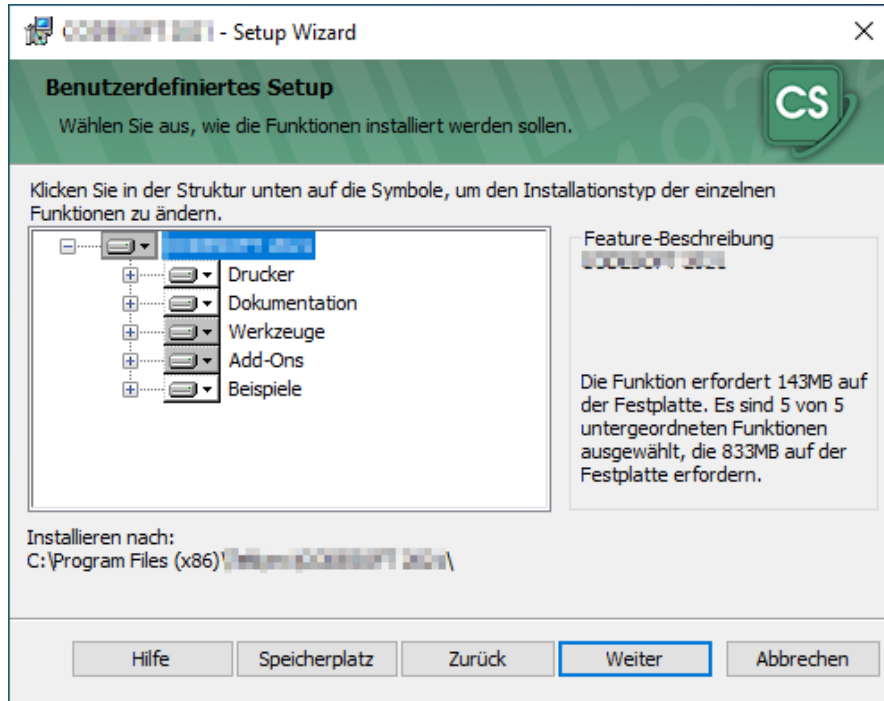 - Setup Wizard
Benutzerdefiniertes Setup
Wählen Sie aus, wie die Funktionen installiert werden sollen.
CS
Klicken Sie in der Struktur unten auf die Symbole, um den Installationstyp der einzelnen
Funktionen zu ändern.
Feature-Beschreibung
Drucker
Dokumentation
Werkzeuge
Add-Ons
Beispiele
Die Funktion erfordert 143MB auf
der Festplatte. Es sind 5 von 5
untergeordneten Funktionen
ausgewählt, die 833MB auf der
Festplatte erfordern.
Installieren nach:
C:\Program Files (x86)\ \
Hilfe
Speicherplatz
Zurück
Weiter
Abbrechen